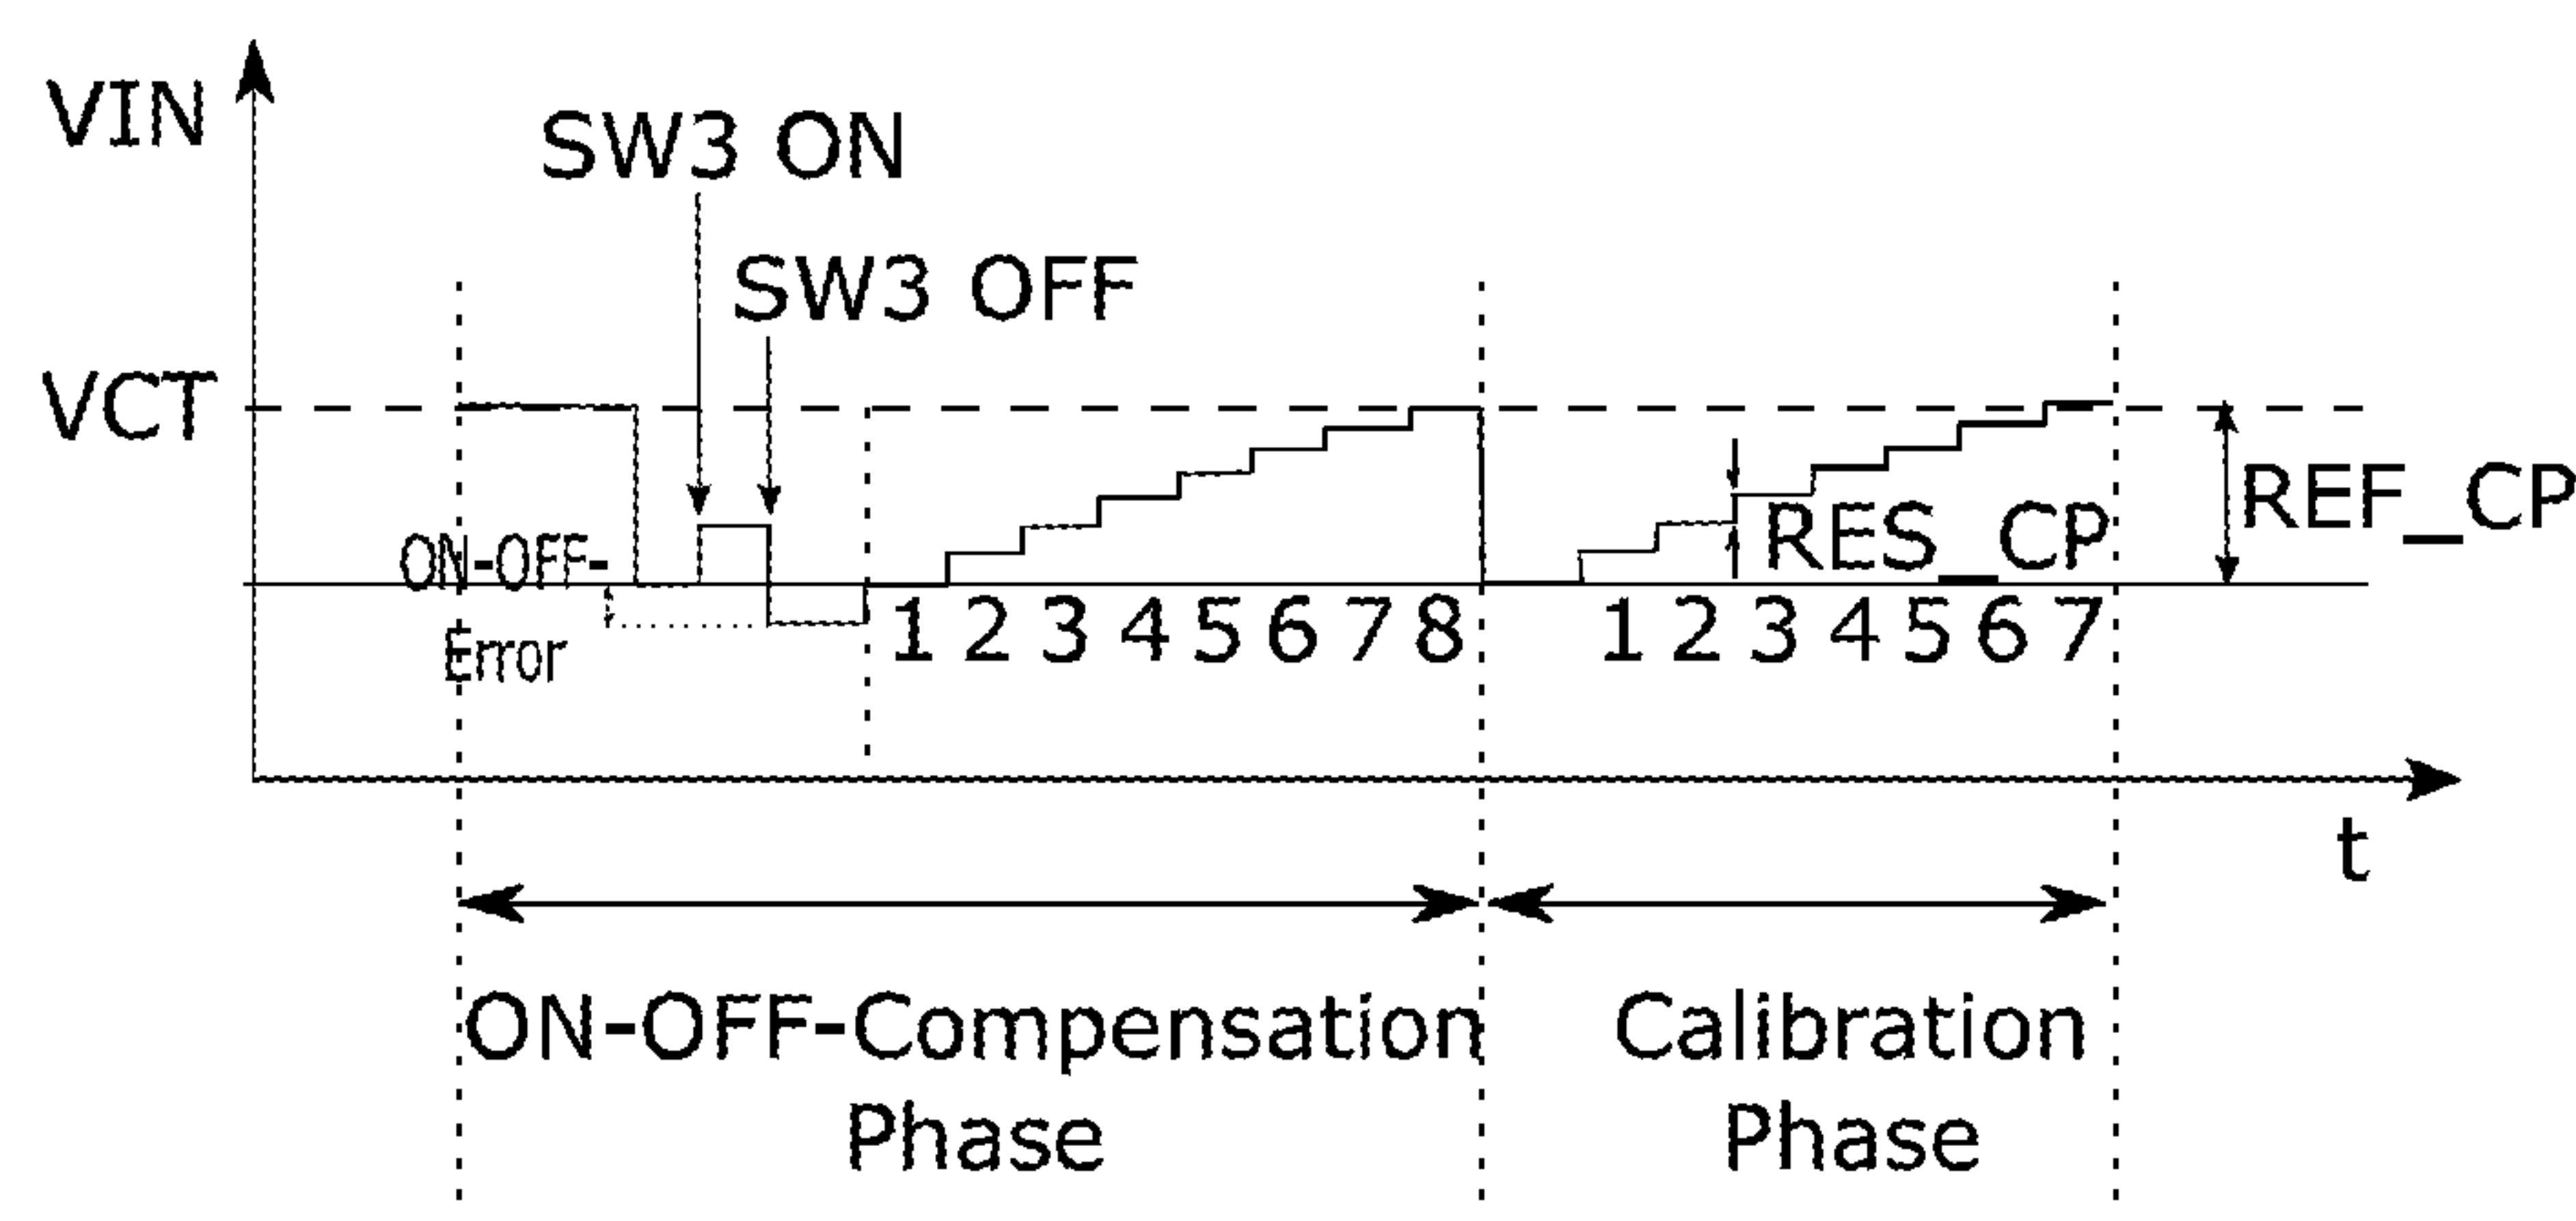 VIN
SW3 ON
SW3 OFF
VCT
ON-OFF-
Error
RES_CP
REF_CP
1 2 3 4 5 6 7 8
1 2 3 4 5 6 7
t
ON-OFF-Compensation
Phase
Calibration
Phase